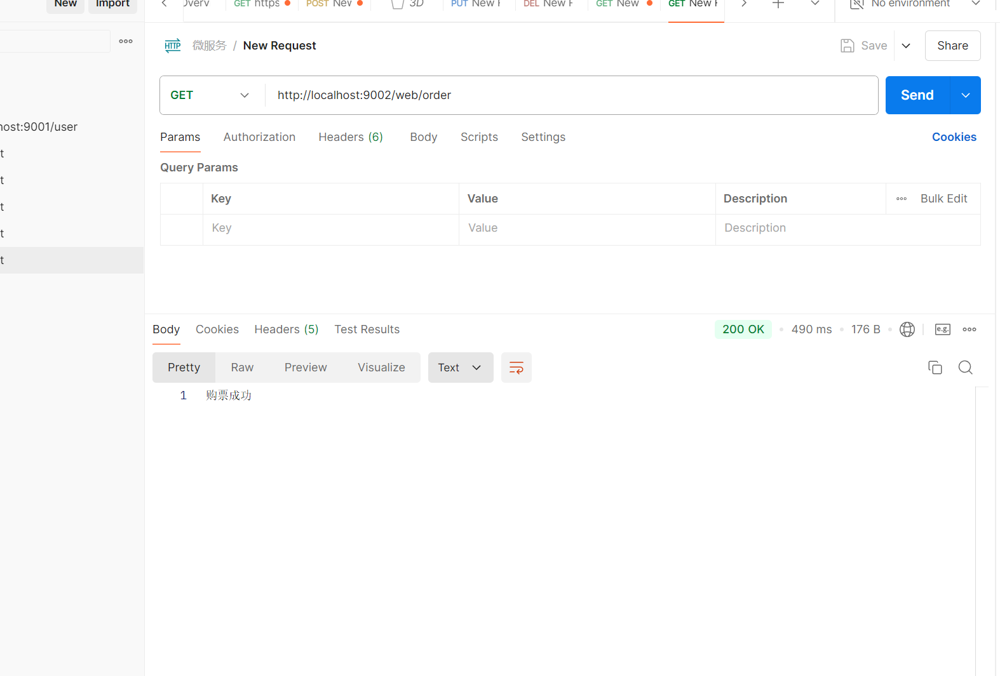 New Import
Overv GET https POST Nev 3D PUT New F DEL New F GET New GET New F No environment
微服务 / New Request Save Share
HTTP
GET http://localhost:9002/web/order Send
host:9001/user
Params Authorization Headers (6) Body Scripts Settings Cookies
t
Query Params
t
Key Value Description Bulk Edit
t
Key Value Description
t
t
Body Cookies Headers (5) Test Results 200 OK 490 ms 176 B e.g.
Pretty Raw Preview Visualize Text
1 购票成功